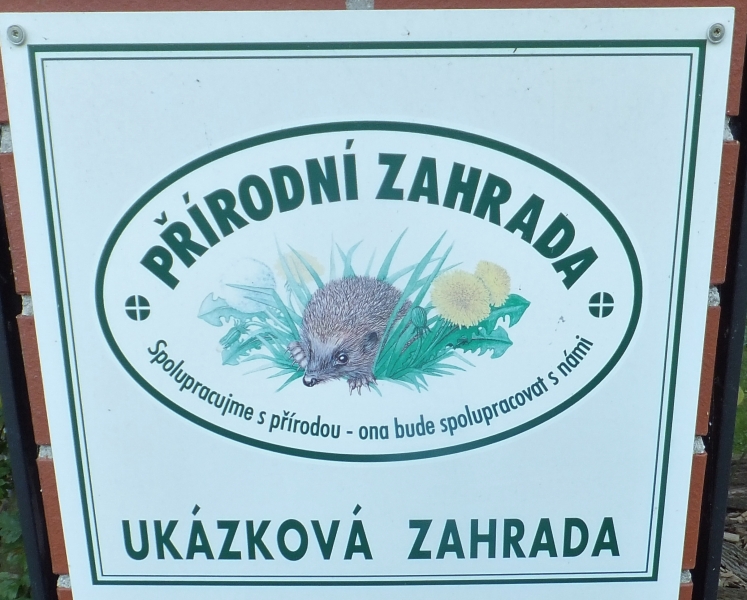 PŘÍRODNÍ ZAHRADA
Spolupracujme s přírodou - ona bude spolupracovat s námi
UKÁZKOVÁ ZAHRADA